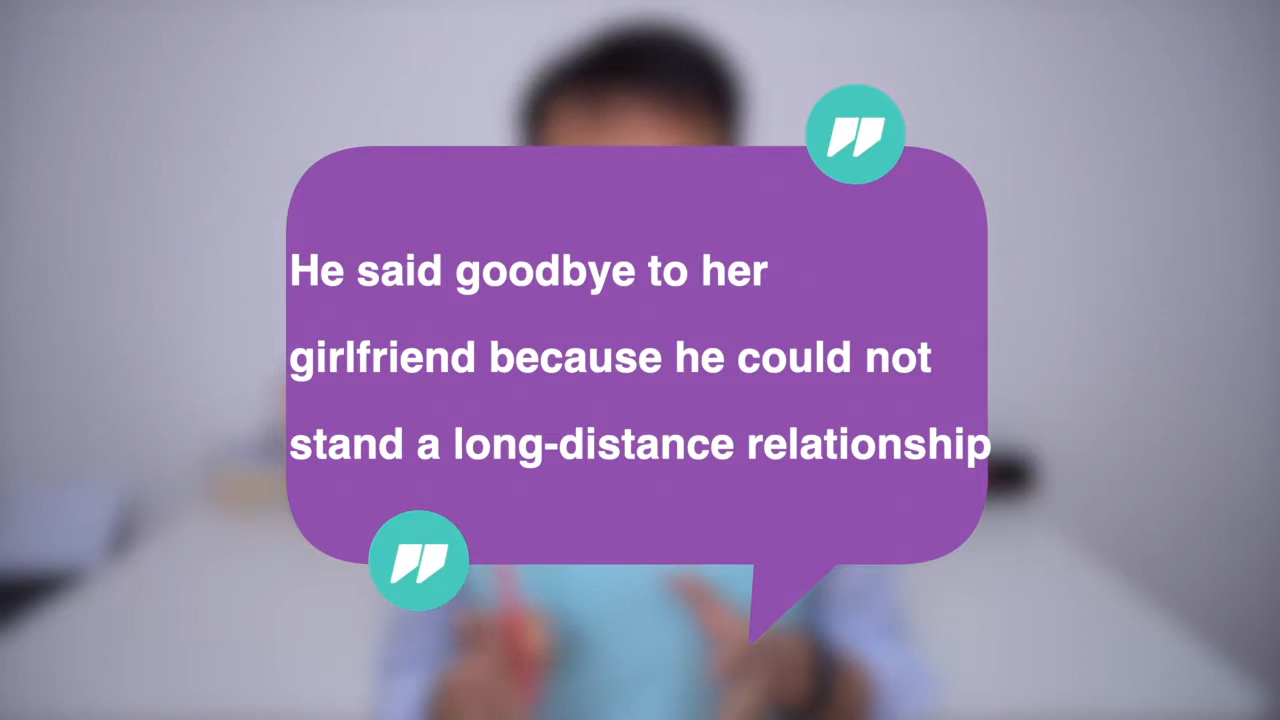 He said goodbye to her
girlfriend because he could not
stand a long-distance relationship